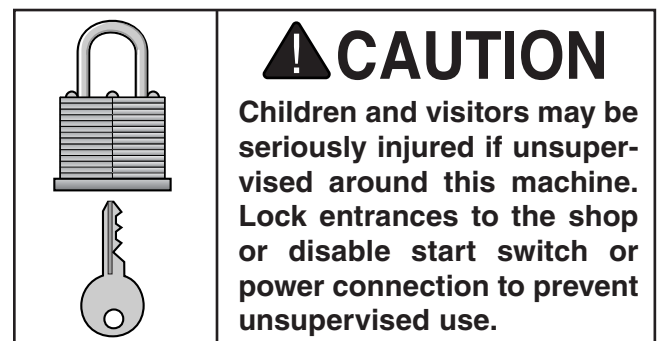 CAUTION
Children and visitors may be
seriously injured if unsuper-
vised around this machine.
Lock entrances to the shop
or disable start switch or
power connection to prevent
unsupervised use.